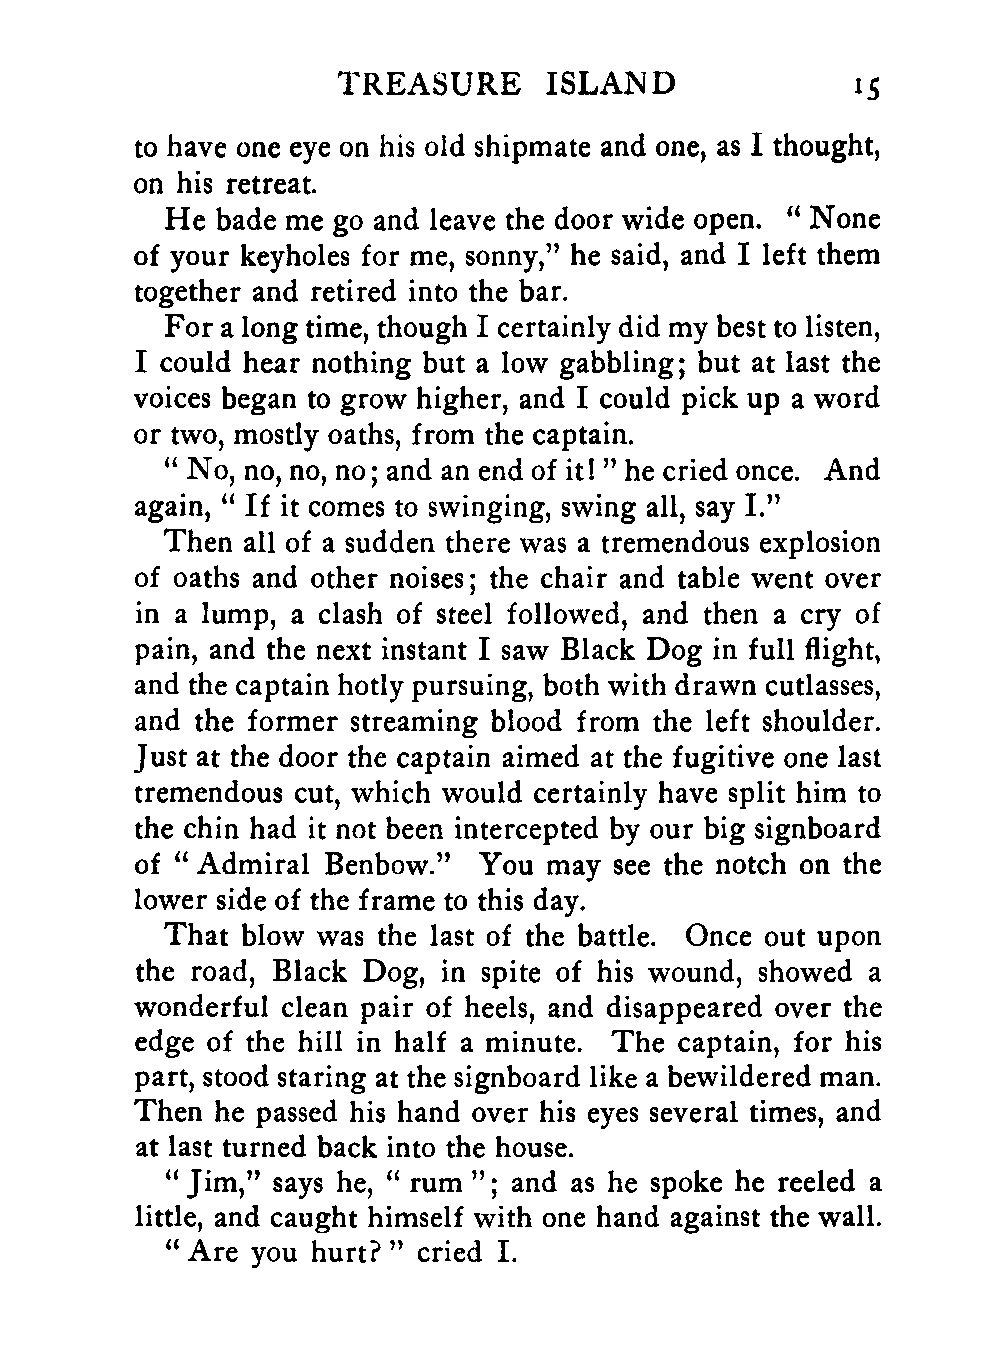 TREASURE ISLAND 15
to have one eye on his old shipmate and one, as I thought,
on his retreat.
He bade me go and leave the door wide open. “ None
of your keyholes for me, sonny,” he said, and I left them
together and retired into the bar.
For a long time, though I certainly did my best to listen,
I could hear nothing but a low gabbling; but at last the
voices began to grow higher, and I could pick up a word
or two, mostly oaths, from the captain.
“ No, no, no, no; and an end of it! ” he cried once. And
again, “ If it comes to swinging, swing all, say I.”
Then all of a sudden there was a tremendous explosion
of oaths and other noises; the chair and table went over
in a lump, a clash of steel followed, and then a cry of
pain, and the next instant I saw Black Dog in full flight,
and the captain hotly pursuing, both with drawn cutlasses,
and the former streaming blood from the left shoulder.
Just at the door the captain aimed at the fugitive one last
tremendous cut, which would certainly have split him to
the chin had it not been intercepted by our big signboard
of “ Admiral Benbow.” You may see the notch on the
lower side of the frame to this day.
That blow was the last of the battle. Once out upon
the road, Black Dog, in spite of his wound, showed a
wonderful clean pair of heels, and disappeared over the
edge of the hill in half a minute. The captain, for his
part, stood staring at the signboard like a bewildered man.
Then he passed his hand over his eyes several times, and
at last turned back into the house.
“ Jim,” says he, “ rum ”; and as he spoke he reeled a
little, and caught himself with one hand against the wall.
“ Are you hurt? ” cried I.